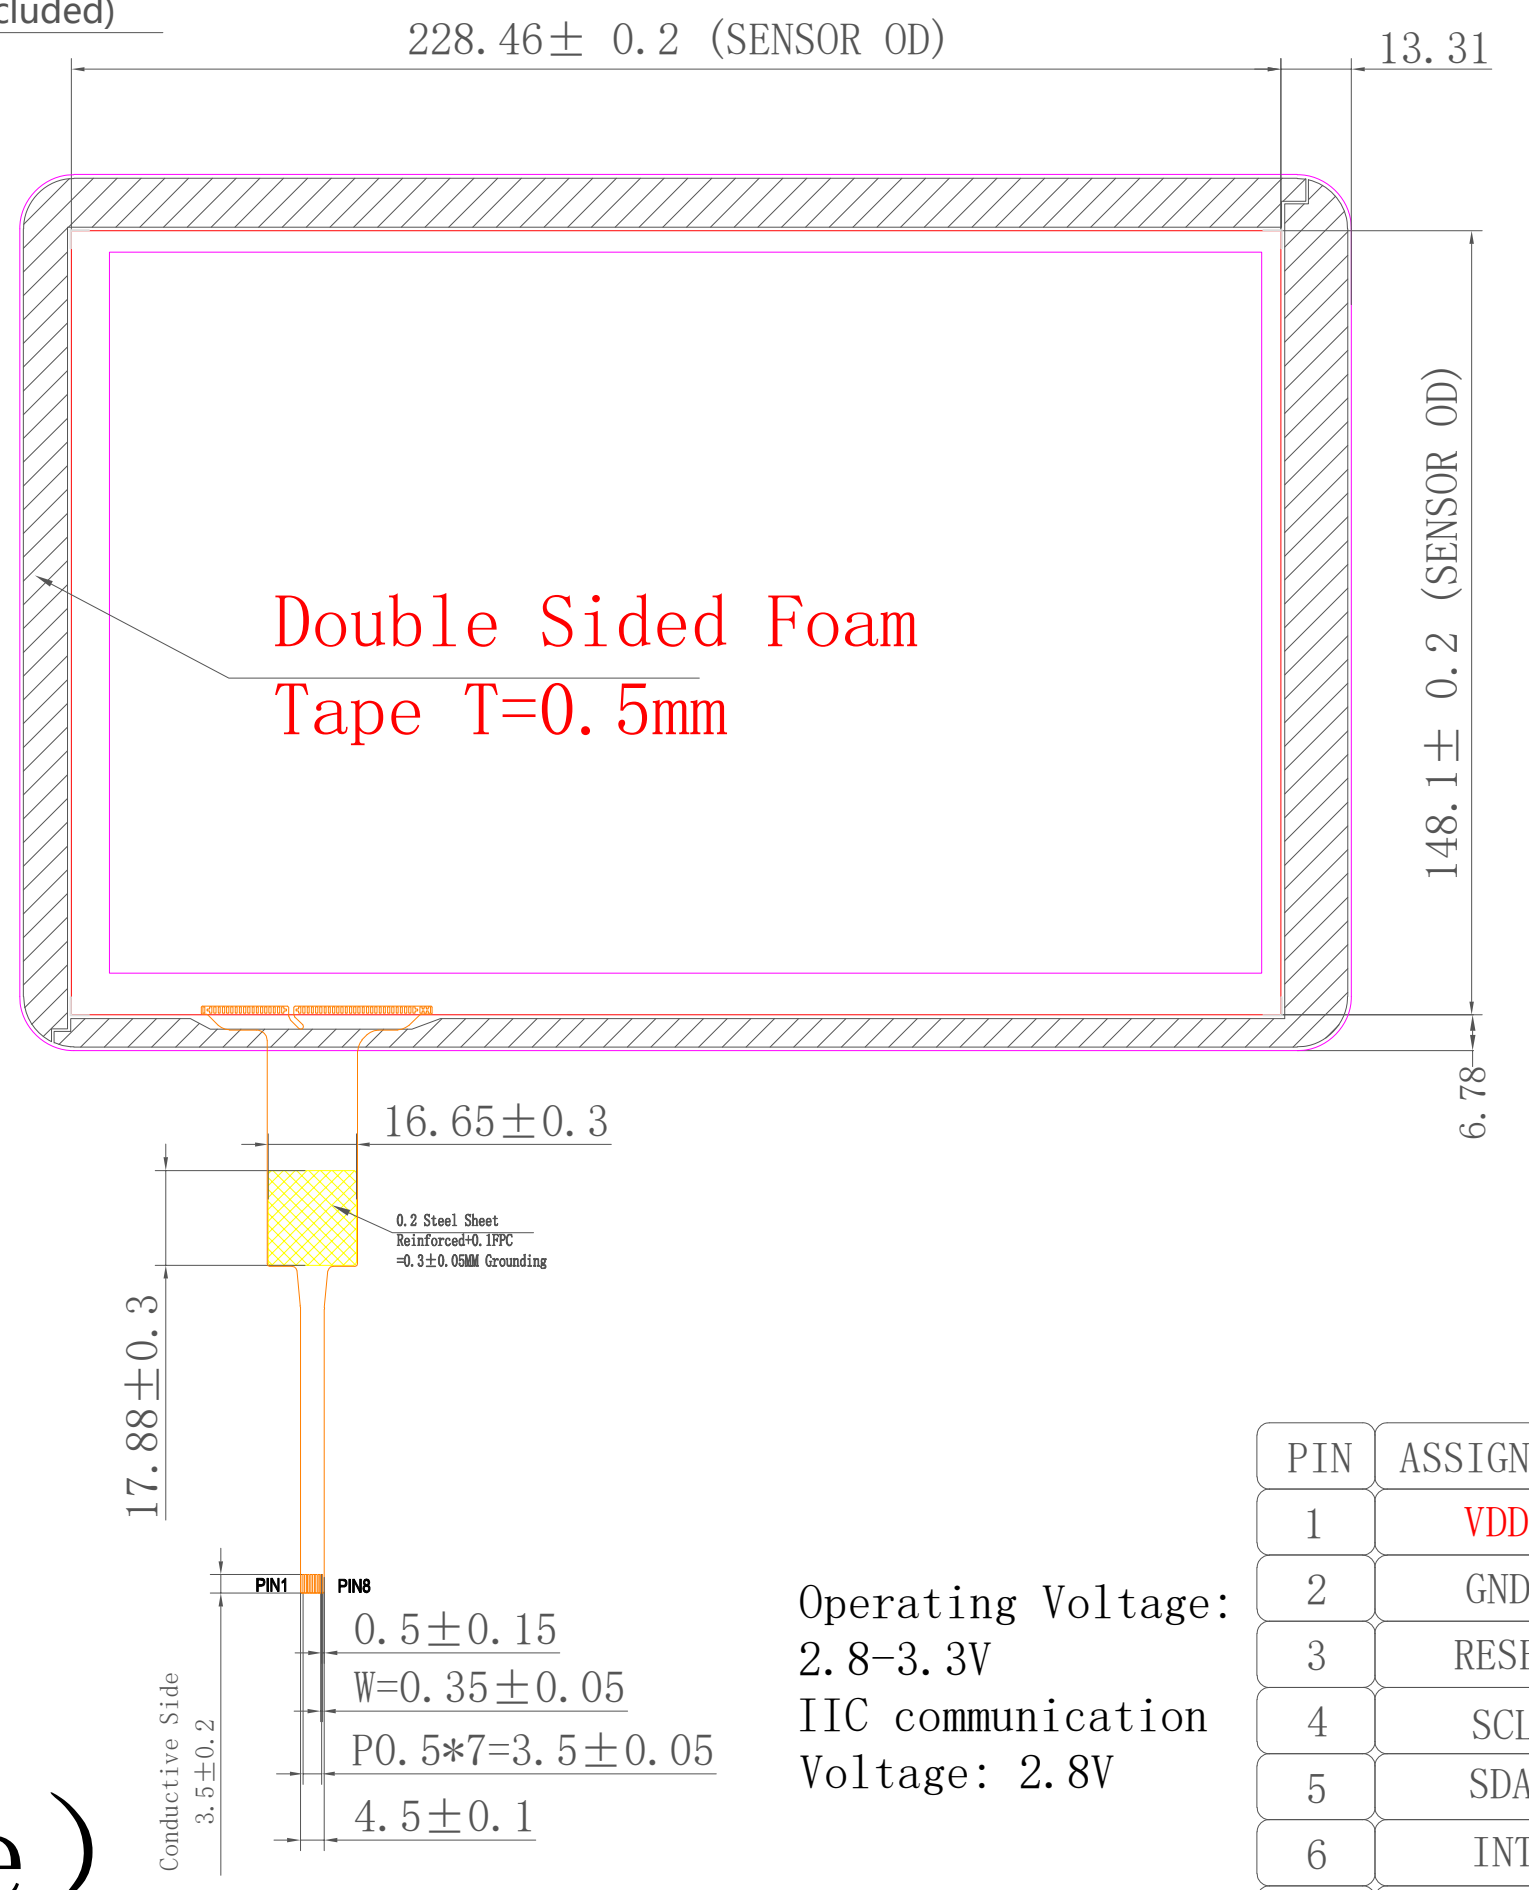 cluded)
228.46± 0.2 (SENSOR OD)
13.31
148.1± 0.2 (SENSOR OD)
Double Sided Foam
Tape T=0.5mm
6.78
16.65±0.3
0.2 Steel Sheet
Reinforced+0.1FPC
=0.3±0.05MM Grounding
17.88±0.3
PIN1
PIN8
0.5±0.15
W=0.35±0.05
P0.5*7=3.5±0.05
4.5±0.1
Conductive Side
3.5±0.2
e)
Operating Voltage:
2.8-3.3V
IIC communication
Voltage: 2.8V
PIN ASSIGN
1 VDD
2 GND
3 RESE
4 SCL
5 SDA
6 INT